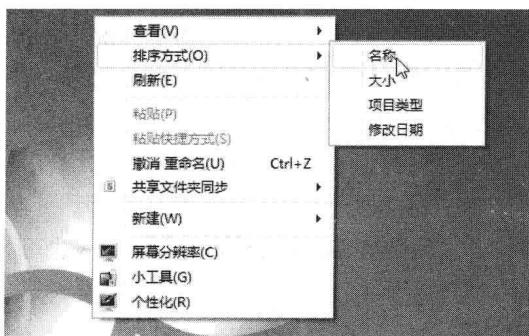 查看(V)
排序方式(O)
刷新(E)
粘贴(P)
粘贴快捷方式(S)
撤消 重命名(U) Ctrl+Z
共享文件夹同步
新建(W)
屏幕分辨率(C)
小工具(G)
个性化(R)
名称
大小
项目类型
修改日期